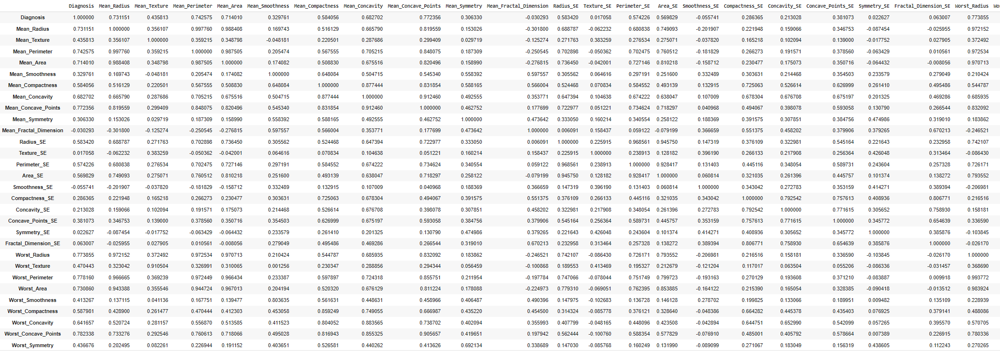 Diagnosis Mean_Radius Mean_Texture Mean_Perimeter Mean_Area Mean_Smoothness Mean_Compactness Mean_Concavity Mean_Concave_Points Mean_Symmetry Mean_Fractal_Dimension Radius_SE Texture_SE Perimeter_SE Area_SE Smoothness_SE Compactness_SE Concavity_SE Concave_Points_SE Symmetry_SE Fractal_Dimension_SE Worst_Radius
Diagnosis 1.000000 0.731151 0.435813 0.742575 0.714010 0.329761 0.584056 0.682702 0.772356 0.306330 -0.030293 0.583420 0.017058 0.574226 0.569829 -0.055741 0.286365 0.213028 0.381073 0.022627 0.063007 0.773855
Mean_Radius 0.731151 1.000000 0.356107 0.997760 0.988408 0.169743 0.516129 0.665790 0.819559 0.153026 -0.301800 0.688787 -0.062232 0.680838 0.749093 -0.201907 0.221948 0.159066 0.346753 -0.087454 -0.025955 0.972152
Mean_Texture 0.435813 0.356107 1.000000 0.359215 0.348798 -0.048181 0.220501 0.287686 0.299409 0.029719 -0.125274 0.271763 0.383259 0.276534 0.275071 -0.037820 0.165218 0.102094 0.139000 -0.017752 0.027905 0.372492
Mean_Perimeter 0.742575 0.997760 0.359215 1.000000 0.987505 0.205474 0.567555 0.705215 0.848075 0.187309 -0.250545 0.702898 -0.050362 0.702475 0.760512 -0.181829 0.266273 0.191571 0.378560 -0.063429 0.010561 0.972534
Mean_Area 0.714010 0.988408 0.348798 0.987505 1.000000 0.174082 0.508830 0.675516 0.820496 0.158990 -0.276815 0.736450 -0.042001 0.727146 0.810218 -0.158712 0.230477 0.175073 0.350716 -0.064432 -0.008056 0.970713
Mean_Smoothness 0.329761 0.169743 -0.048181 0.205474 0.174082 1.000000 0.648084 0.504715 0.545340 0.558392 0.597557 0.305562 0.064616 0.297191 0.251600 0.332489 0.303631 0.214468 0.354503 0.233579 0.279049 0.210424
Mean_Compactness 0.584056 0.516129 0.220501 0.567555 0.508830 0.648084 1.000000 0.877444 0.831854 0.588165 0.566004 0.524468 0.070834 0.584552 0.493139 0.132915 0.725063 0.526614 0.626999 0.261410 0.495486 0.544787
Mean_Concavity 0.682702 0.665790 0.287686 0.705215 0.675516 0.504715 0.877444 1.000000 0.912460 0.492555 0.353771 0.647394 0.104638 0.674222 0.638047 0.107009 0.678304 0.676708 0.675197 0.201325 0.469286 0.685935
Mean_Concave_Points 0.772356 0.819559 0.299409 0.848075 0.820496 0.545340 0.831854 0.912460 1.000000 0.462752 0.177699 0.722977 0.051221 0.734624 0.718297 0.040968 0.494067 0.398078 0.593058 0.130790 0.266544 0.832092
Mean_Symmetry 0.306330 0.153026 0.029719 0.187309 0.158990 0.558392 0.588165 0.492555 0.462752 1.000000 0.473642 0.333050 0.160214 0.340554 0.258122 0.188369 0.391575 0.307851 0.384756 0.474986 0.319010 0.183862
Mean_Fractal_Dimension -0.030293 -0.301800 -0.125274 -0.250545 -0.276815 0.597557 0.566004 0.353771 0.177699 0.473642 1.000000 0.006091 0.158437 0.059122 -0.079199 0.366659 0.551375 0.458202 0.379906 0.379265 0.670213 -0.246521
Radius_SE 0.583420 0.688787 0.271763 0.702898 0.736450 0.305562 0.524468 0.647394 0.722977 0.333050 0.006091 1.000000 0.225915 0.968561 0.945750 0.147319 0.376109 0.322981 0.545164 0.221643 0.232958 0.742107
Texture_SE 0.017058 -0.062232 0.383259 -0.050362 -0.042001 0.064616 0.070834 0.104638 0.051221 0.160214 0.158437 0.225915 1.000000 0.238913 0.128182 0.396190 0.266133 0.217908 0.256364 0.426048 0.313464 -0.086430
Perimeter_SE 0.574226 0.680838 0.276534 0.702475 0.727146 0.297191 0.584552 0.674222 0.734624 0.340554 0.059122 0.968561 0.238913 1.000000 0.928417 0.131403 0.445116 0.348054 0.589731 0.243604 0.257328 0.726171
Area_SE 0.569829 0.749093 0.275071 0.760512 0.810218 0.251600 0.493139 0.638047 0.718297 0.258122 -0.079199 0.945750 0.128182 0.928417 1.000000 0.060814 0.321035 0.261396 0.445757 0.101374 0.138272 0.793552
Smoothness_SE -0.055741 -0.201907 -0.037820 -0.181829 -0.158712 0.332489 0.132915 0.107009 0.040968 0.188369 0.366659 0.147319 0.396190 0.131403 0.060814 1.000000 0.343042 0.272783 0.353159 0.414271 0.389394 -0.206981
Compactness_SE 0.286365 0.221948 0.165218 0.266273 0.230477 0.303631 0.725063 0.678304 0.494067 0.391575 0.551375 0.376109 0.266133 0.445116 0.321035 0.343042 1.000000 0.792542 0.757613 0.408936 0.806771 0.216516
Concavity_SE 0.213028 0.159066 0.102094 0.191571 0.175073 0.214468 0.526614 0.676708 0.398078 0.307851 0.458202 0.322981 0.217908 0.348054 0.261396 0.272783 0.792542 1.000000 0.771615 0.305652 0.758930 0.158181
Concave_Points_SE 0.381073 0.346753 0.139000 0.378560 0.350716 0.354503 0.626999 0.675197 0.593058 0.384756 0.379906 0.545164 0.256364 0.589731 0.445757 0.353159 0.757613 0.771615 1.000000 0.345772 0.654639 0.336590
Symmetry_SE 0.022627 -0.087454 -0.017752 -0.063429 -0.064432 0.233579 0.261410 0.201325 0.130790 0.474986 0.379265 0.221643 0.426048 0.243604 0.101374 0.414271 0.408936 0.305652 0.345772 1.000000 0.385876 -0.103845
Fractal_Dimension_SE 0.063007 -0.025955 0.027905 0.010561 -0.008056 0.279049 0.495486 0.469286 0.266544 0.319010 0.670213 0.232958 0.313464 0.257328 0.138272 0.389394 0.806771 0.758930 0.654639 0.385876 1.000000 -0.026170
Worst_Radius 0.773855 0.972152 0.372492 0.972534 0.970713 0.210424 0.544787 0.685935 0.832092 0.183862 -0.246521 0.742107 -0.086430 0.726171 0.793552 -0.206981 0.216516 0.158181 0.336590 -0.103845 -0.026170 1.000000
Worst_Texture 0.470443 0.323042 0.910504 0.326991 0.310065 0.001256 0.230347 0.288856 0.294344 0.056459 -0.100868 0.189553 0.413469 0.195327 0.212679 -0.121204 0.117017 0.063504 0.055206 -0.086336 -0.031457 0.368690
Worst_Perimeter 0.778160 0.966665 0.369239 0.972449 0.966434 0.233387 0.597897 0.724318 0.855751 0.211954 -0.197784 0.747066 -0.078044 0.751749 0.799723 -0.193163 0.270129 0.193608 0.371210 -0.083887 0.009918 0.993772
Worst_Area 0.730860 0.943388 0.355546 0.944724 0.967013 0.204194 0.520320 0.676129 0.811224 0.178088 -0.224973 0.779310 -0.069051 0.762395 0.853885 -0.164122 0.215390 0.165054 0.328385 -0.090418 -0.013512 0.983924
Worst_Smoothness 0.413267 0.137115 0.041136 0.167751 0.139477 0.803635 0.561631 0.448631 0.458966 0.406487 0.490396 0.147975 -0.102683 0.136728 0.146128 0.278702 0.199825 0.133066 0.189951 0.009482 0.135109 0.228939
Worst_Compactness 0.587981 0.428900 0.261477 0.470444 0.412303 0.453058 0.859249 0.749055 0.666987 0.435220 0.454500 0.314324 -0.085778 0.376121 0.328640 -0.048386 0.664282 0.445378 0.435403 0.076925 0.379141 0.488086
Worst_Concavity 0.641657 0.520724 0.281157 0.556870 0.513585 0.411523 0.804052 0.883565 0.738702 0.402094 0.355993 0.407799 -0.048165 0.448096 0.423508 -0.042894 0.644751 0.652990 0.542099 0.057265 0.395570 0.570705
Worst_Concave_Points 0.782338 0.733276 0.292546 0.760613 0.718066 0.495028 0.816943 0.855325 0.905657 0.419651 0.197942 0.562444 -0.100760 0.588354 0.577829 -0.076910 0.485001 0.405792 0.578664 0.007389 0.226915 0.780336
Worst_Symmetry 0.436676 0.202495 0.082261 0.226944 0.191152 0.403651 0.526581 0.440262 0.413626 0.692134 0.338689 0.147030 -0.085768 0.160249 0.131990 -0.089099 0.271067 0.183049 0.156319 0.438605 0.112243 0.270265